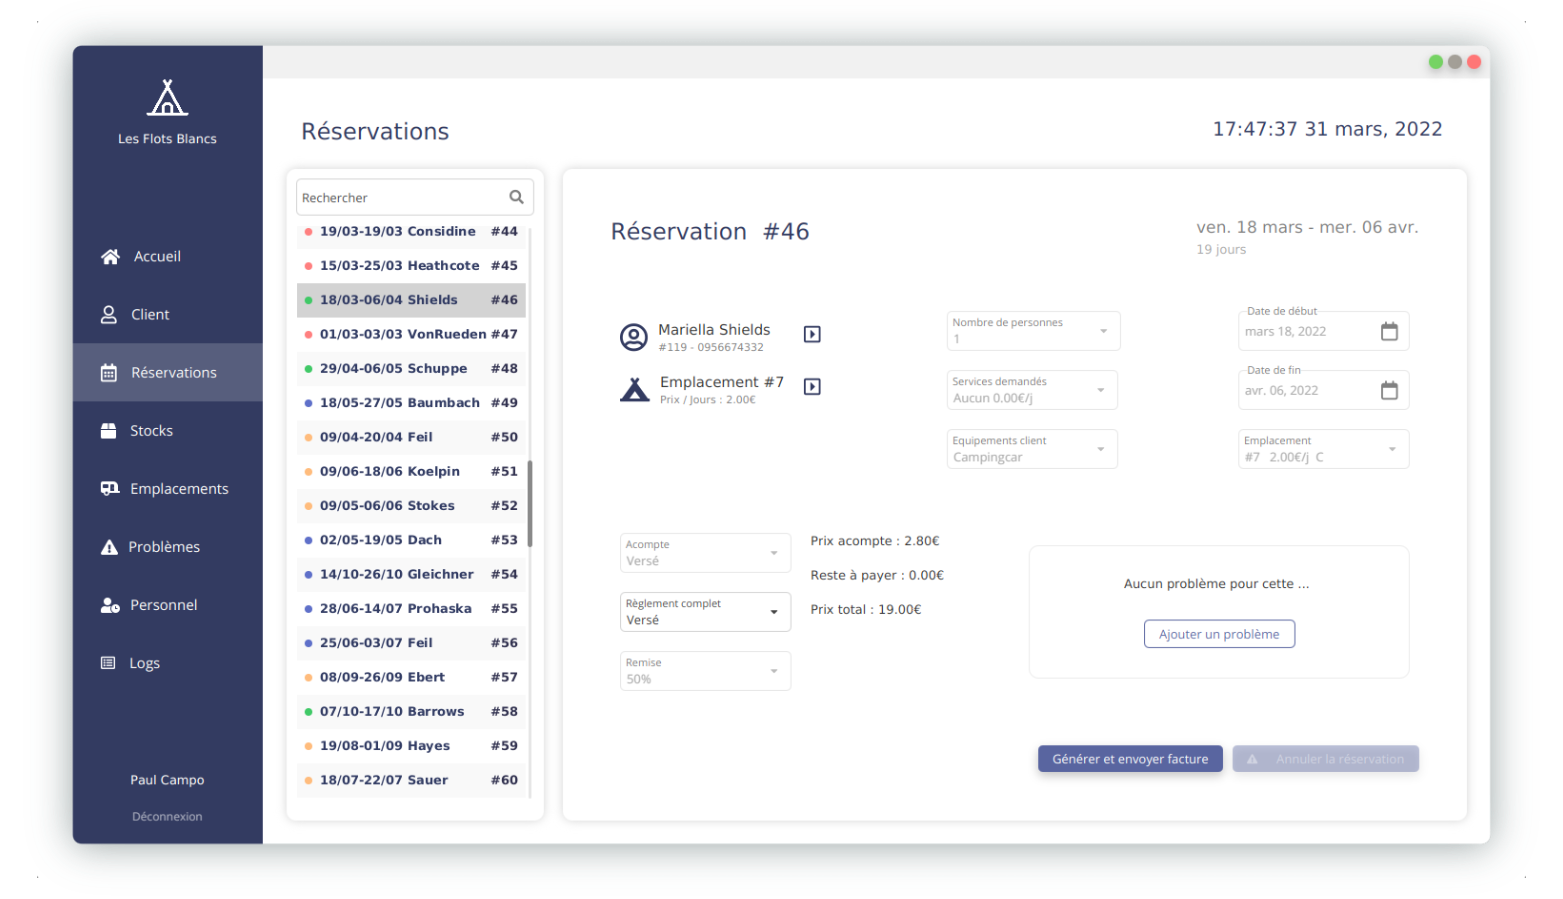 Les Flots Blancs
Accueil
Client
Réservations
Stocks
Emplacements
Problèmes
Personnel
Logs
Paul Campo
Déconnexion
Réservations
17:47:37 31 mars, 2022
Rechercher
19/03-19/03 Considine #44
15/03-25/03 Heathcote #45
18/03-06/04 Shields #46
01/03-03/03 VonRueden #47
29/04-06/05 Schuppe #48
18/05-27/05 Baumbach #49
09/04-20/04 Feil #50
09/06-18/06 Koelpin #51
09/05-06/06 Stokes #52
02/05-19/05 Dach #53
14/10-26/10 Gleichner #54
28/06-14/07 Prohaska #55
25/06-03/07 Feil #56
08/09-26/09 Ebert #57
07/10-17/10 Barrows #58
19/08-01/09 Hayes #59
18/07-22/07 Sauer #60
Réservation #46
ven. 18 mars - mer. 06 avr.
19 jours
Mariella Shields
#119 - 0956674332
Emplacement #7
Prix / Jours : 2.00€
Nombre de personnes
1
Services demandés
Aucun 0.00€/j
Equipements client
Campingcar
Date de début
mars 18, 2022
Date de fin
avr. 06, 2022
Emplacement
#7 2.00€/j C
Acompte
Versé
Règlement complet
Versé
Remise
50%
Prix acompte : 2.80€
Reste à payer : 0.00€
Prix total : 19.00€
Aucun problème pour cette ...
Ajouter un problème
Générer et envoyer facture
Annuler la réservation